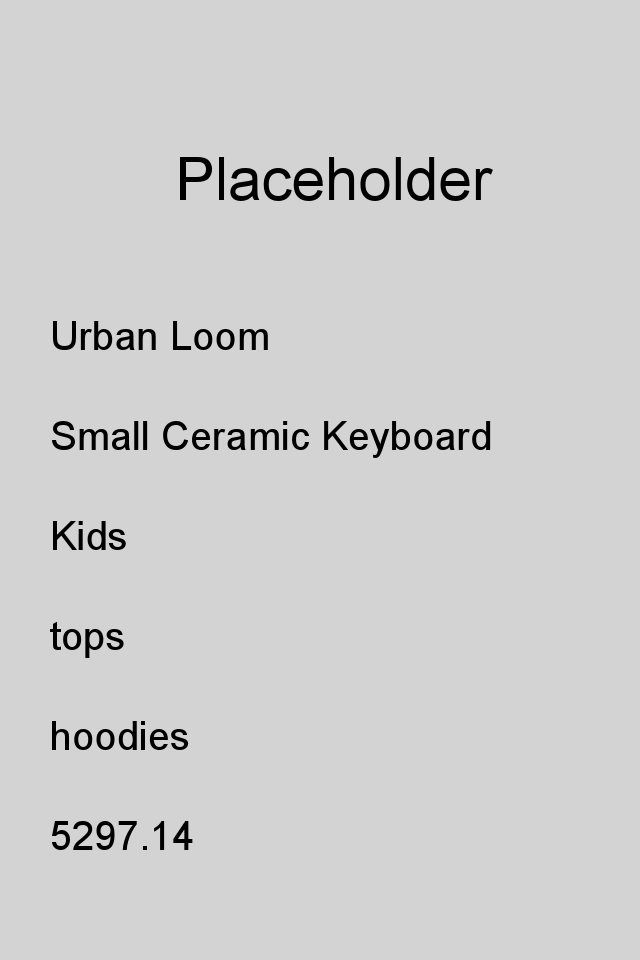 Placeholder
Urban Loom
Small Ceramic Keyboard
Kids
tops
hoodies
5297.14